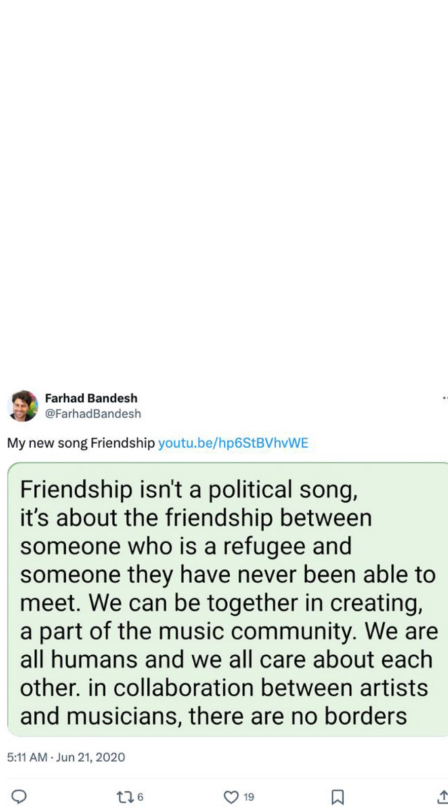 Farhad Bandesh
@FarhadBandesh
My new song Friendship youtu.be/hp6StBVhvWE
Friendship isn't a political song,
it’s about the friendship between
someone who is a refugee and
someone they have never been able to
meet. We can be together in creating,
a part of the music community. We are
all humans and we all care about each
other. in collaboration between artists
and musicians, there are no borders
5:11 AM · Jun 21, 2020
6
19